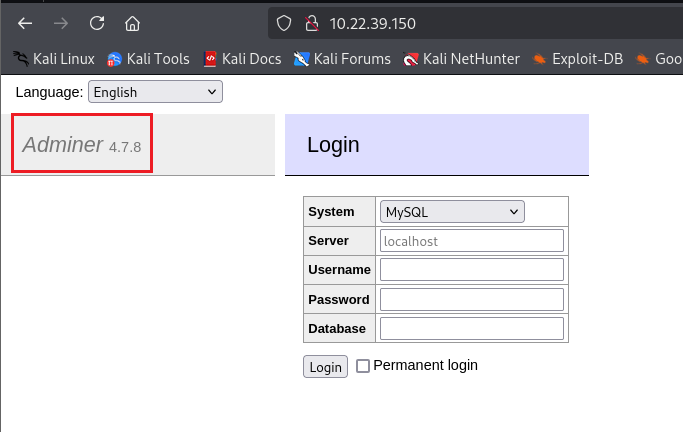 10.22.39.150
Kali Linux Kali Tools Kali Docs Kali Forums Kali NetHunter Exploit-DB Goo
Language: English
Adminer 4.7.8
Login
System MySQL
Server localhost
Username
Password
Database
Login Permanent login